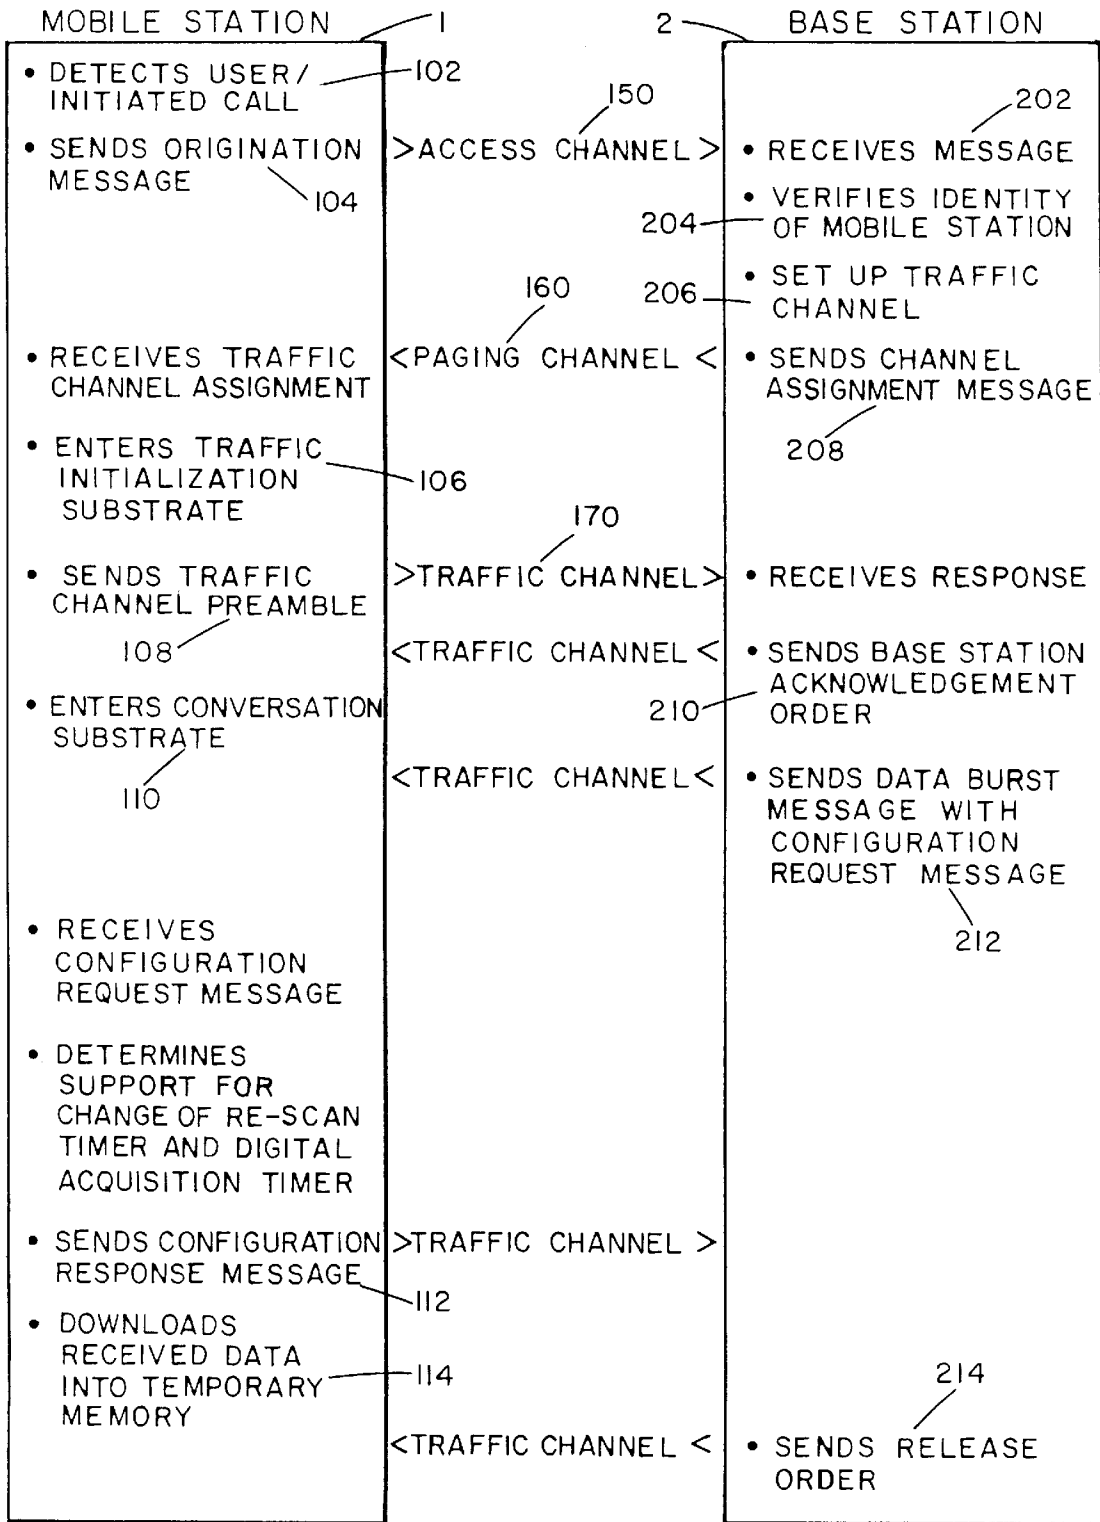 MOBILE STATION 1 2 BASE STATION
• DETECTS USER/
INITIATED CALL
102
150
202
• SENDS ORIGINATION
MESSAGE
104
>ACCESS CHANNEL>
• RECEIVES MESSAGE
• VERIFIES IDENTITY
OF MOBILE STATION
204
• SET UP TRAFFIC
CHANNEL
206
160
• RECEIVES TRAFFIC
CHANNEL ASSIGNMENT
<PAGING CHANNEL <
• SENDS CHANNEL
ASSIGNMENT MESSAGE
208
• ENTERS TRAFFIC
INITIALIZATION
SUBSTRATE
106
170
• SENDS TRAFFIC
CHANNEL PREAMBLE
108
>TRAFFIC CHANNEL>
• RECEIVES RESPONSE
<TRAFFIC CHANNEL <
• SENDS BASE STATION
ACKNOWLEDGEMENT
ORDER
210
• ENTERS CONVERSATION
SUBSTRATE
110
<TRAFFIC CHANNEL<
• SENDS DATA BURST
MESSAGE WITH
CONFIGURATION
REQUEST MESSAGE
212
• RECEIVES
CONFIGURATION
REQUEST MESSAGE
• DETERMINES
SUPPORT FOR
CHANGE OF RE-SCAN
TIMER AND DIGITAL
ACQUISITION TIMER
• SENDS CONFIGURATION
RESPONSE MESSAGE
112
>TRAFFIC CHANNEL >
• DOWNLOADS
RECEIVED DATA
INTO TEMPORARY
MEMORY
114
214
<TRAFFIC CHANNEL <
• SENDS RELEASE
ORDER